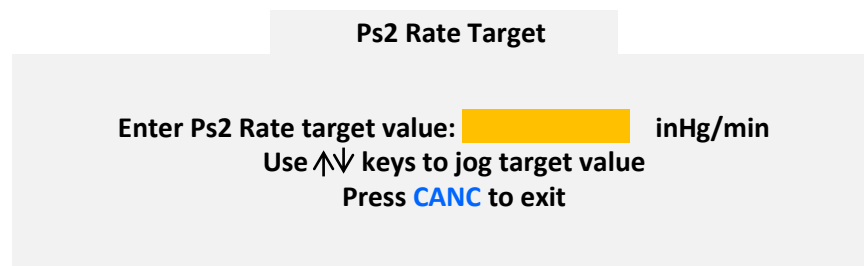 Ps2 Rate Target
Enter Ps2 Rate target value: inHg/min
Use ↑↓ keys to jog target value
Press CANC to exit